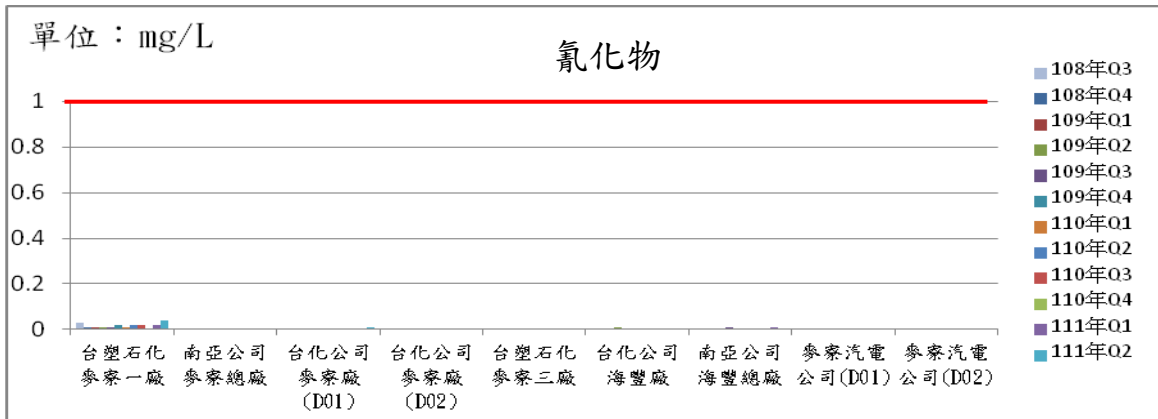 單位：mg/L
氰化物
1
0.8
0.6
0.4
0.2
0
台塑石化
麥寮一廠
南亞公司
麥寮總廠
台化公司
麥寮廠
(D01)
台化公司
麥寮廠
(D02)
台塑石化
麥寮三廠
台化公司
海豐廠
南亞公司
海豐總廠
麥寮汽電
公司(D01)
麥寮汽電
公司(D02)
108年Q3
108年Q4
109年Q1
109年Q2
109年Q3
109年Q4
110年Q1
110年Q2
110年Q3
110年Q4
111年Q1
111年Q2